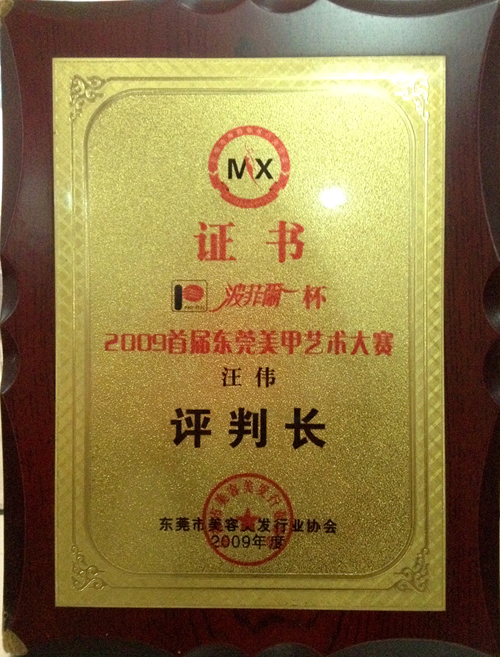 MX
证书
波菲尔杯
2009首届东莞美甲艺术大赛
汪伟
评判长
东莞市美容美发行业协会
2009年度